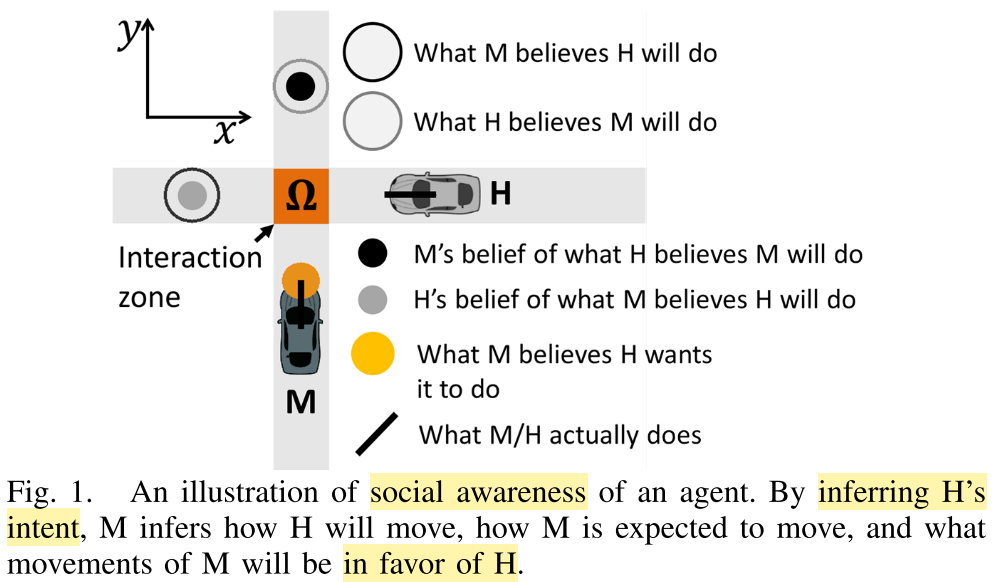 y
x
What M believes H will do
What H believes M will do
Ω
H
Interaction
zone
M's belief of what H believes M will do
H's belief of what M believes H will do
What M believes H wants
it to do
M
What M/H actually does
Fig. 1. An illustration of social awareness of an agent. By inferring H's
intent, M infers how H will move, how M is expected to move, and what
movements of M will be in favor of H.